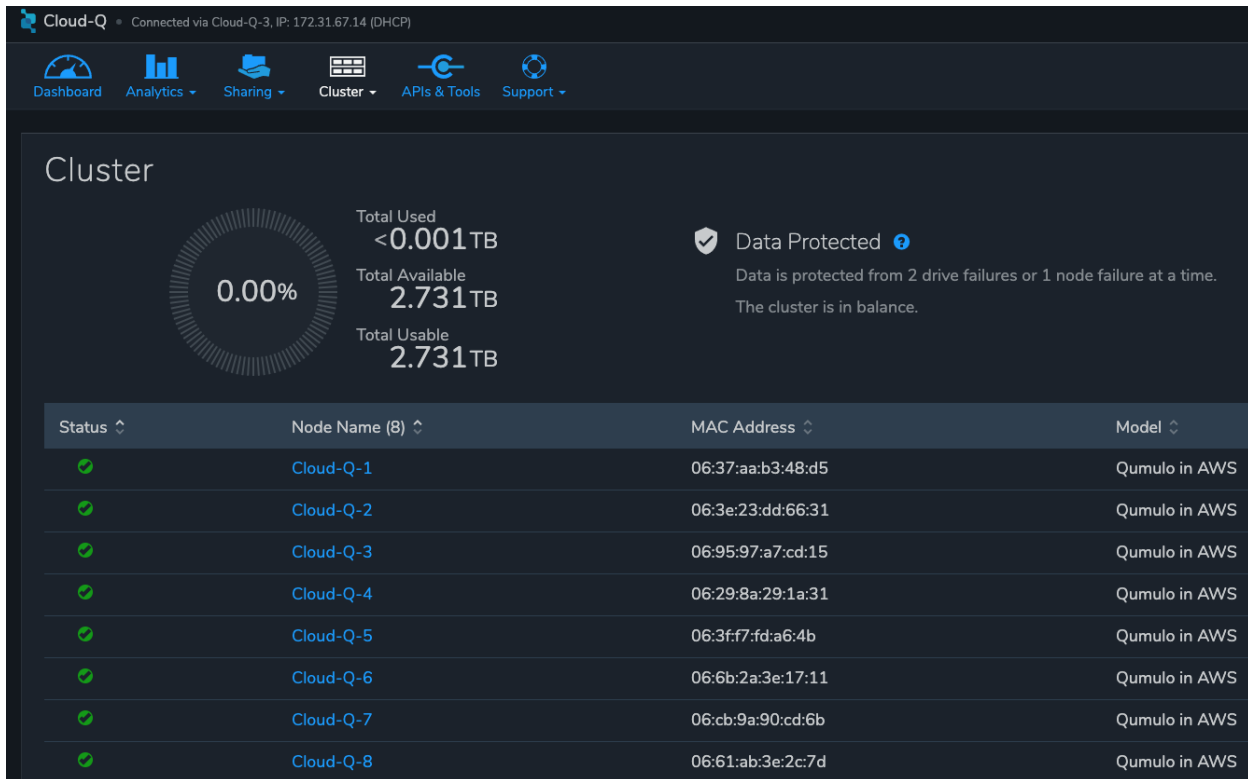 Cloud-Q • Connected via Cloud-Q-3, IP: 172.31.67.14 (DHCP)
Dashboard Analytics Sharing Cluster APIs & Tools Support
Cluster
0.00%
Total Used
<0.001TB
Total Available
2.731TB
Total Usable
2.731TB
Data Protected ?
Data is protected from 2 drive failures or 1 node failure at a time.
The cluster is in balance.
Status Node Name (8) MAC Address Model
Cloud-Q-1 06:37:aa:b3:48:d5 Qumulo in AWS
Cloud-Q-2 06:3e:23:dd:66:31 Qumulo in AWS
Cloud-Q-3 06:95:97:a7:cd:15 Qumulo in AWS
Cloud-Q-4 06:29:8a:29:1a:31 Qumulo in AWS
Cloud-Q-5 06:3f:f7:fd:a6:4b Qumulo in AWS
Cloud-Q-6 06:6b:2a:3e:17:11 Qumulo in AWS
Cloud-Q-7 06:cb:9a:90:cd:6b Qumulo in AWS
Cloud-Q-8 06:61:ab:3e:2c:7d Qumulo in AWS